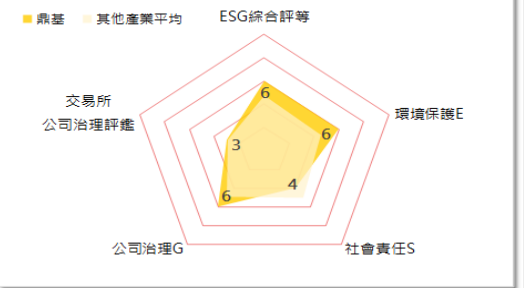 鼎基 其他產業平均
ESG綜合評等
6
交易所
公司治理評鑑
環境保護E
6
3
4
6
公司治理G
社會責任S